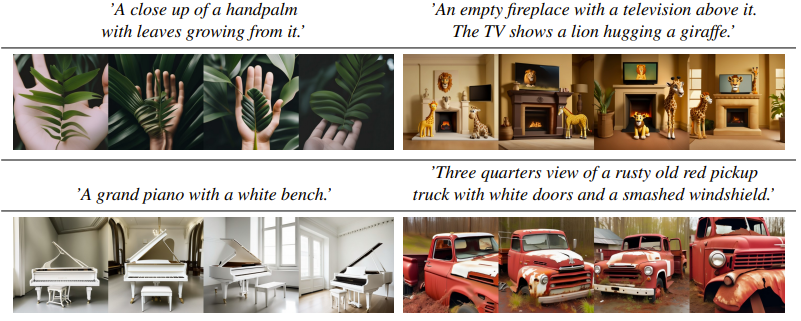 ’A close up of a handpalm
with leaves growing from it.’
’An empty fireplace with a television above it.
The TV shows a lion hugging a giraffe.’
’A grand piano with a white bench.’
’Three quarters view of a rusty old red pickup
truck with white doors and a smashed windshield.’